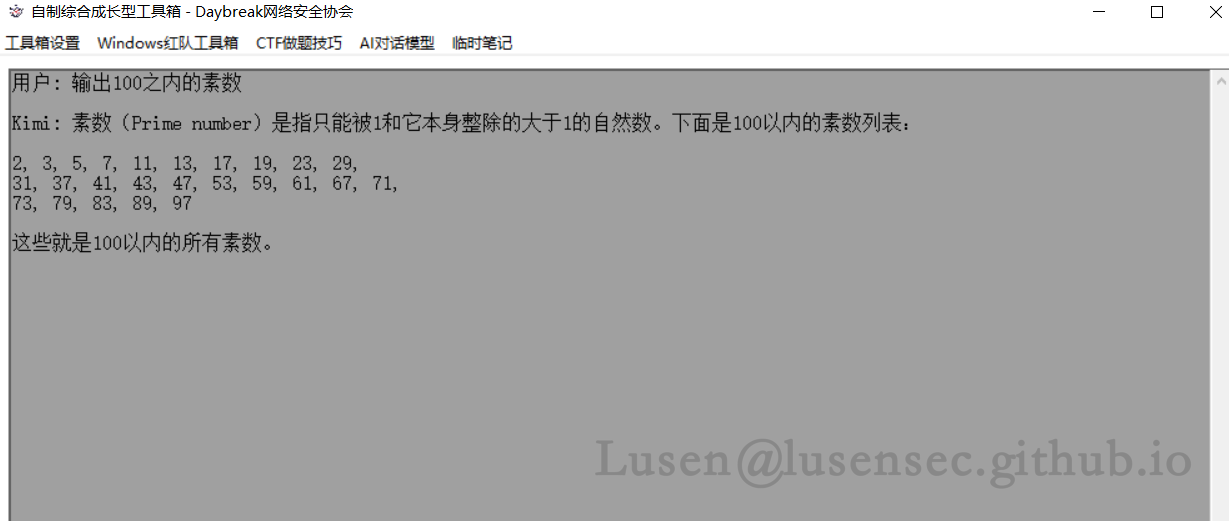 自制综合成长型工具箱 - Daybreak网络安全协会
工具箱设置 Windows红队工具箱 CTF做题技巧 AI对话模型 临时笔记
用户: 输出100之内的素数
Kimi: 素数（Prime number）是指只能被1和它本身整除的大于1的自然数。下面是100以内的素数列表：
2, 3, 5, 7, 11, 13, 17, 19, 23, 29,
31, 37, 41, 43, 47, 53, 59, 61, 67, 71,
73, 79, 83, 89, 97
这些就是100以内的所有素数。
Lusen@lusensec.github.io